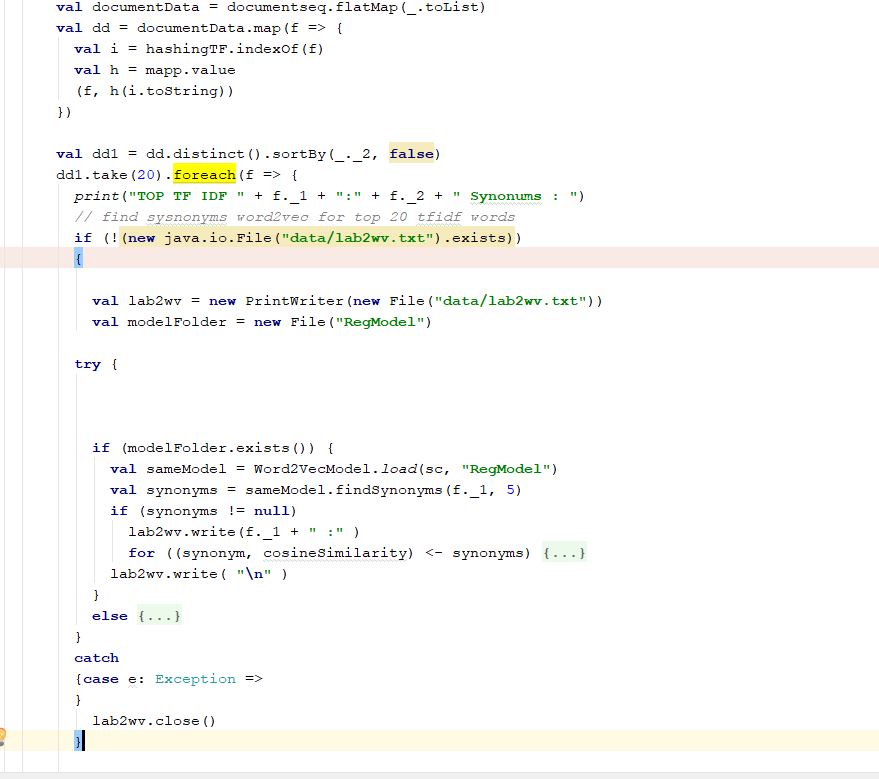 val documentData = documentseq.flatMap(_.toList)
val dd = documentData.map(f => {
val i = hashingTF.indexOf(f)
val h = mapp.value
(f, h(i.toString))
})
val dd1 = dd.distinct().sortBy(_._2, false)
dd1.take(20).foreach(f => {
print("TOP TF IDF " + f._1 + ":" + f._2 + " Synonums : ")
// find sysnonyms word2vec for top 20 tfidf words
if (!(new java.io.File("data/lab2wv.txt").exists))
{
val lab2wv = new PrintWriter(new File("data/lab2wv.txt"))
val modelFolder = new File("RegModel")
try {
if (modelFolder.exists()) {
val sameModel = Word2VecModel.load(sc, "RegModel")
val synonyms = sameModel.findSynonyms(f._1, 5)
if (synonyms != null)
lab2wv.write(f._1 + " :" )
for ((synonym, cosineSimilarity) <- synonyms) {...}
lab2wv.write( "\n" )
}
else {...}
}
catch
{case e: Exception =>
}
lab2wv.close()
}